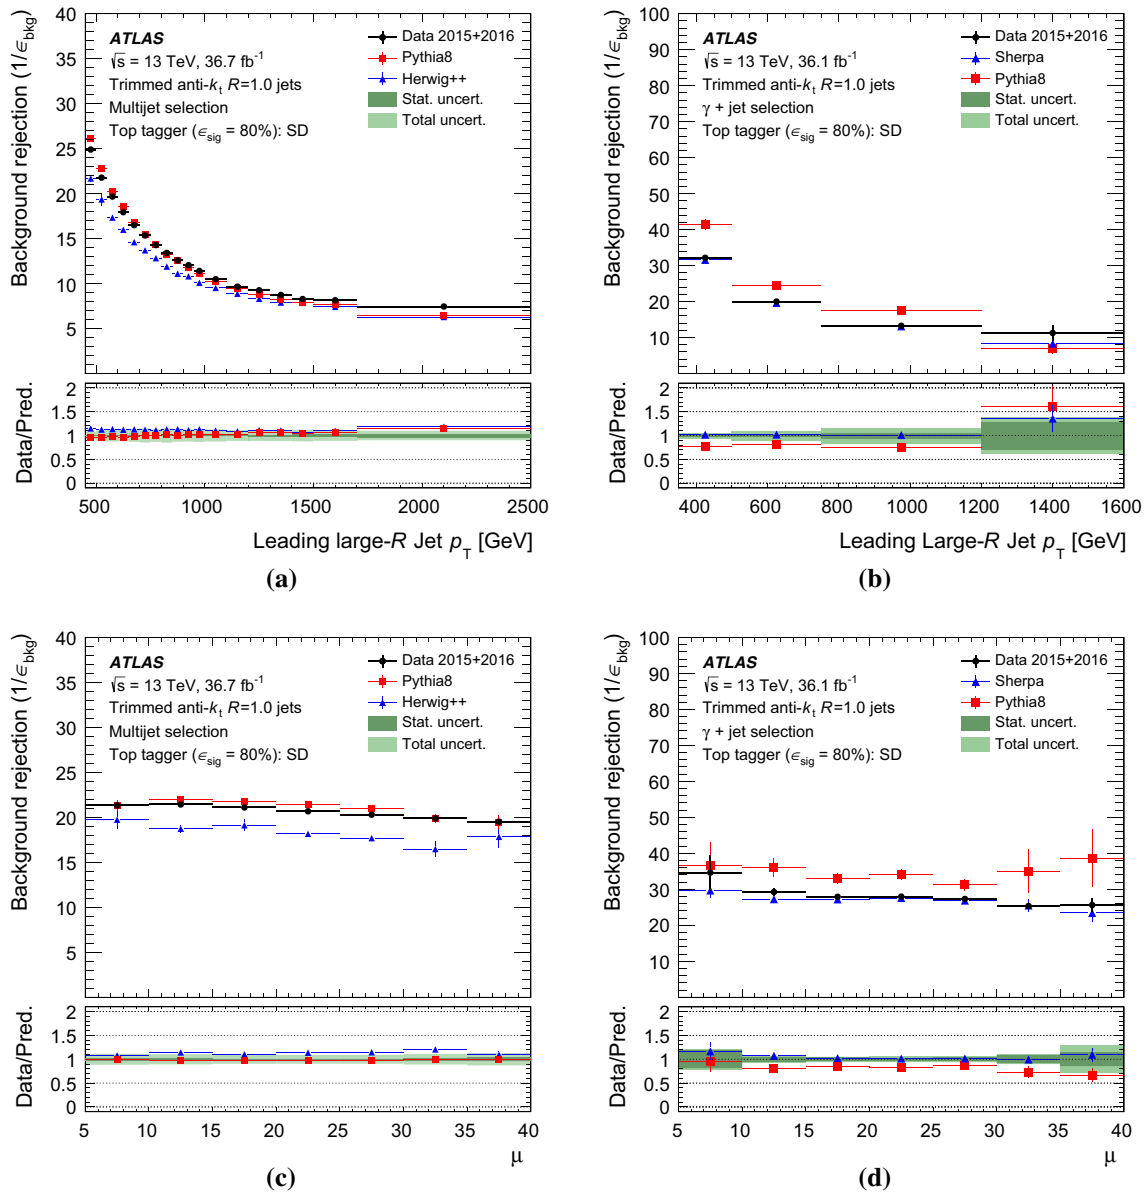 Background rejection (1/ϵbkg)
40
35
30
25
20
15
10
5
ATLAS
√s = 13 TeV, 36.7 fb-1
Trimmed anti-kt R=1.0 jets
Multijet selection
Top tagger (ϵsig = 80%): SD
Data 2015+2016
Pythia8
Herwig++
Stat. uncert.
Total uncert.
Data/Pred.
2
1.5
1
0.5
0
500 1000 1500 2000 2500
Leading large-R Jet pT [GeV]
(a)
Background rejection (1/ϵbkg)
100
90
80
70
60
50
40
30
20
10
ATLAS
√s = 13 TeV, 36.1 fb-1
Trimmed anti-kt R=1.0 jets
γ + jet selection
Top tagger (ϵsig = 80%): SD
Data 2015+2016
Sherpa
Pythia8
Stat. uncert.
Total uncert.
Data/Pred.
2
1.5
1
0.5
0
400 600 800 1000 1200 1400 1600
Leading Large-R Jet pT [GeV]
(b)
Background rejection (1/ϵbkg)
40
35
30
25
20
15
10
5
ATLAS
√s = 13 TeV, 36.7 fb-1
Trimmed anti-kt R=1.0 jets
Multijet selection
Top tagger (ϵsig = 80%): SD
Data 2015+2016
Pythia8
Herwig++
Stat. uncert.
Total uncert.
Data/Pred.
2
1.5
1
0.5
0
5 10 15 20 25 30 35 40
μ
(c)
Background rejection (1/ϵbkg)
100
90
80
70
60
50
40
30
20
10
ATLAS
√s = 13 TeV, 36.1 fb-1
Trimmed anti-kt R=1.0 jets
γ + jet selection
Top tagger (ϵsig = 80%): SD
Data 2015+2016
Sherpa
Pythia8
Stat. uncert.
Total uncert.
Data/Pred.
2
1.5
1
0.5
0
5 10 15 20 25 30 35 40
μ
(d)